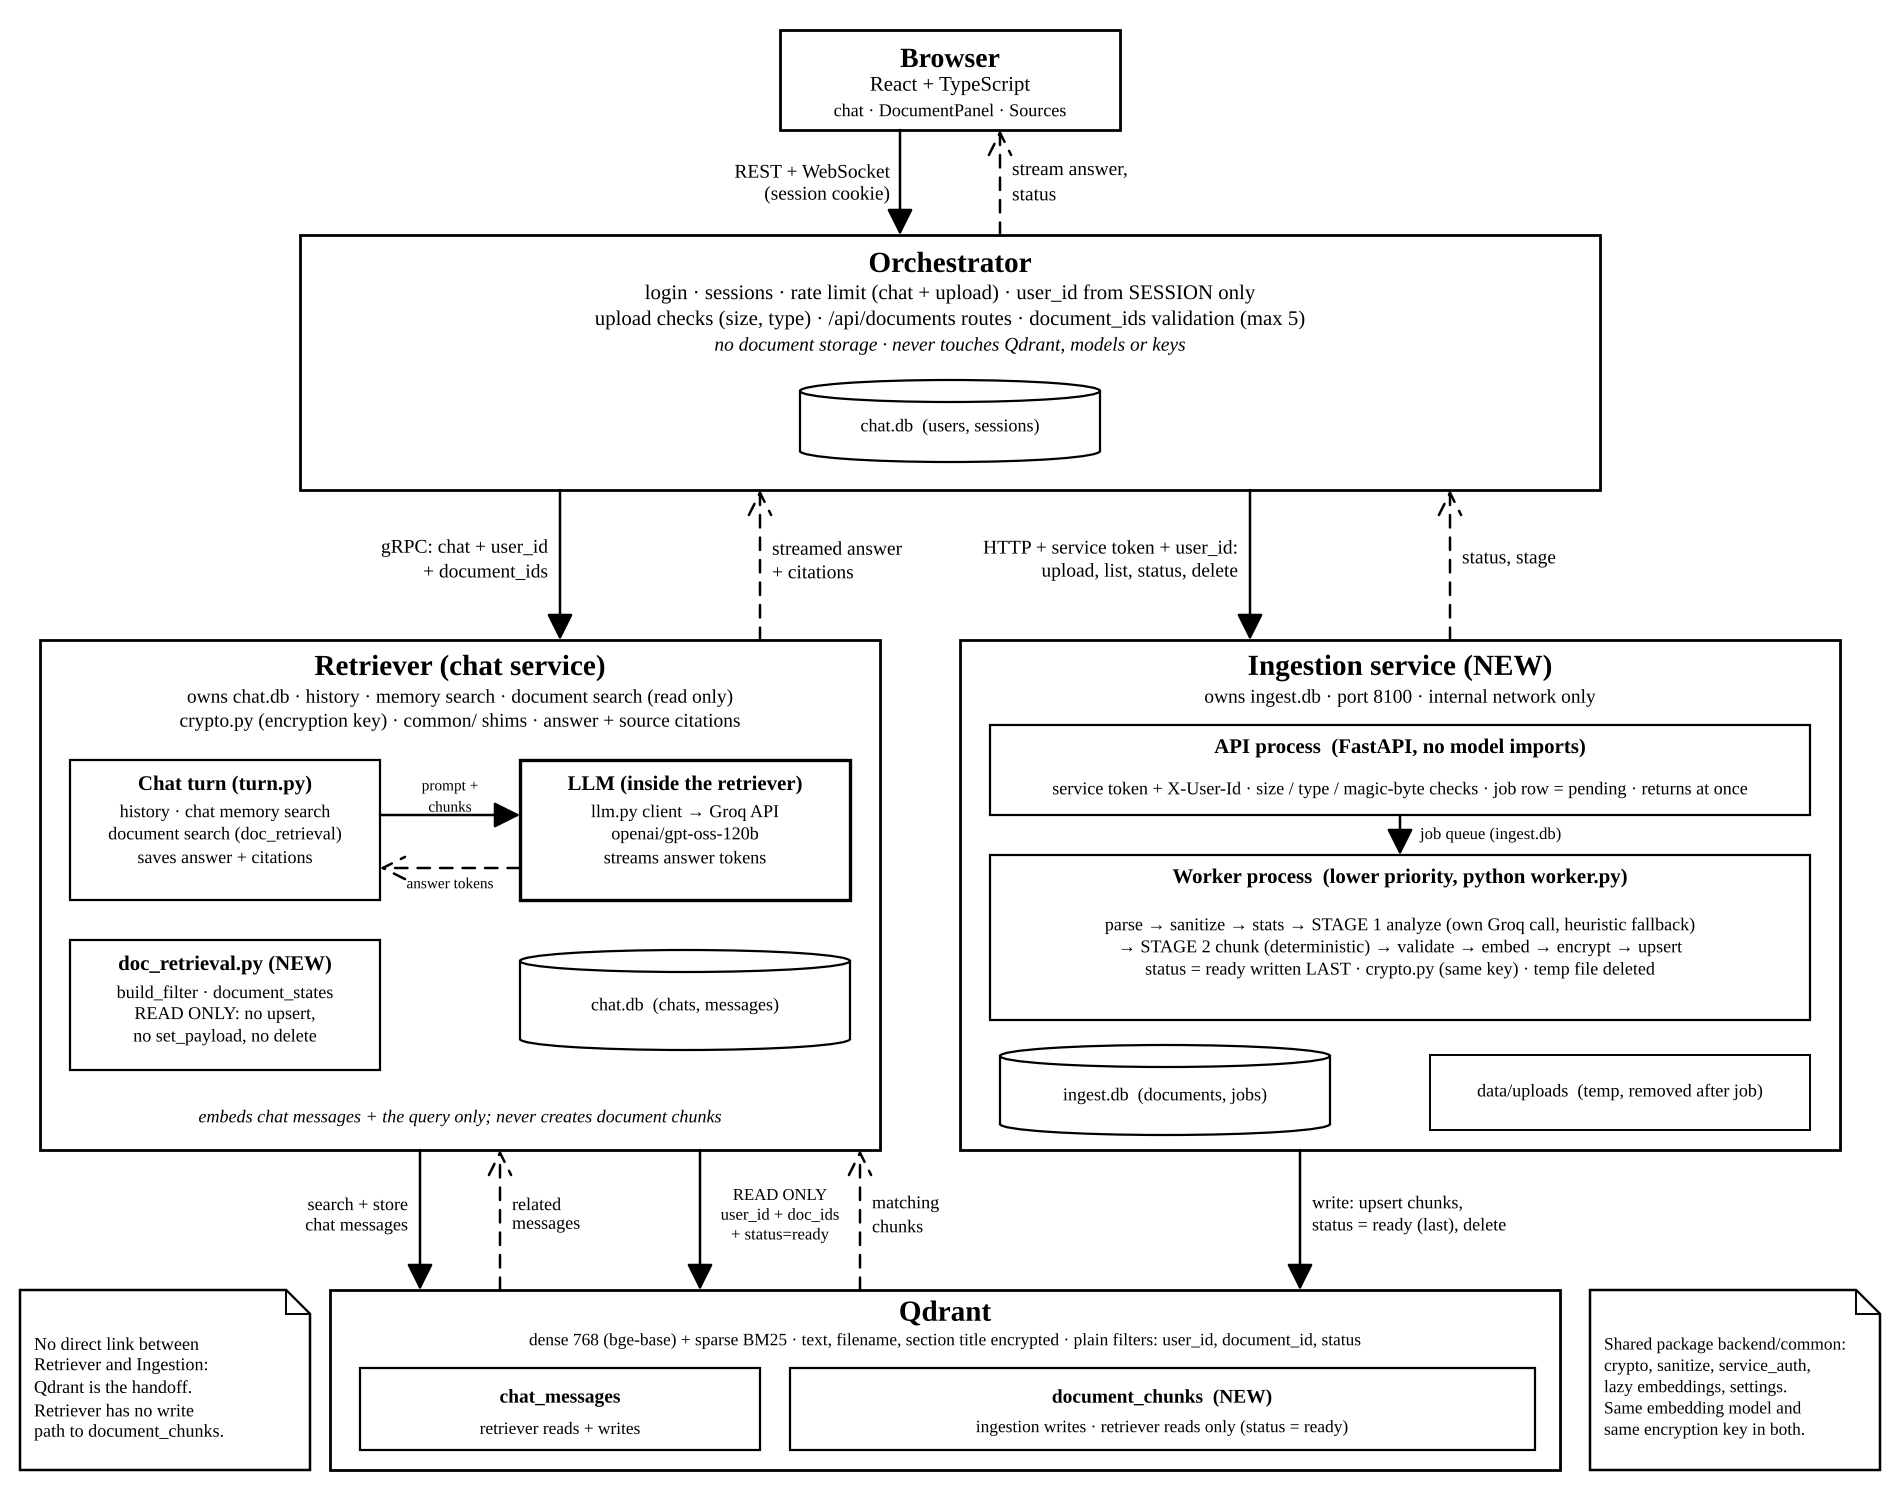 Browser
React + TypeScript
chat · DocumentPanel · Sources
REST + WebSocket
(session cookie)
stream answer,
status
Orchestrator
login · sessions · rate limit (chat + upload) · user_id from SESSION only
upload checks (size, type) · /api/documents routes · document_ids validation (max 5)
no document storage · never touches Qdrant, models or keys
chat.db (users, sessions)
gRPC: chat + user_id
+ document_ids
streamed answer
+ citations
HTTP + service token + user_id:
upload, list, status, delete
status, stage
Retriever (chat service)
owns chat.db · history · memory search · document search (read only)
crypto.py (encryption key) · common/ shims · answer + source citations
Chat turn (turn.py)
history · chat memory search
document search (doc_retrieval)
saves answer + citations
prompt +
chunks
answer tokens
LLM (inside the retriever)
llm.py client → Groq API
openai/gpt-oss-120b
streams answer tokens
doc_retrieval.py (NEW)
build_filter · document_states
READ ONLY: no upsert,
no set_payload, no delete
chat.db (chats, messages)
embeds chat messages + the query only; never creates document chunks
Ingestion service (NEW)
owns ingest.db · port 8100 · internal network only
API process (FastAPI, no model imports)
service token + X-User-Id · size / type / magic-byte checks · job row = pending · returns at once
job queue (ingest.db)
Worker process (lower priority, python worker.py)
parse → sanitize → stats → STAGE 1 analyze (own Groq call, heuristic fallback)
→ STAGE 2 chunk (deterministic) → validate → embed → encrypt → upsert
status = ready written LAST · crypto.py (same key) · temp file deleted
ingest.db (documents, jobs)
data/uploads (temp, removed after job)
search + store
chat messages
related
messages
READ ONLY
user_id + doc_ids
+ status=ready
matching
chunks
write: upsert chunks,
status = ready (last), delete
No direct link between
Retriever and Ingestion:
Qdrant is the handoff.
Retriever has no write
path to document_chunks.
Qdrant
dense 768 (bge-base) + sparse BM25 · text, filename, section title encrypted · plain filters: user_id, document_id, status
chat_messages
retriever reads + writes
document_chunks (NEW)
ingestion writes · retriever reads only (status = ready)
Shared package backend/common:
crypto, sanitize, service_auth,
lazy embeddings, settings.
Same embedding model and
same encryption key in both.